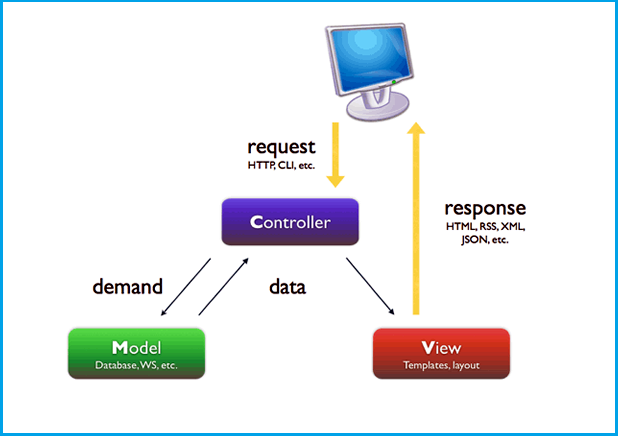 request
HTTP, CLI, etc.
Controller
response
HTML, RSS, XML,
JSON, etc.
demand
data
Model
Database, WS, etc.
View
Templates, layout